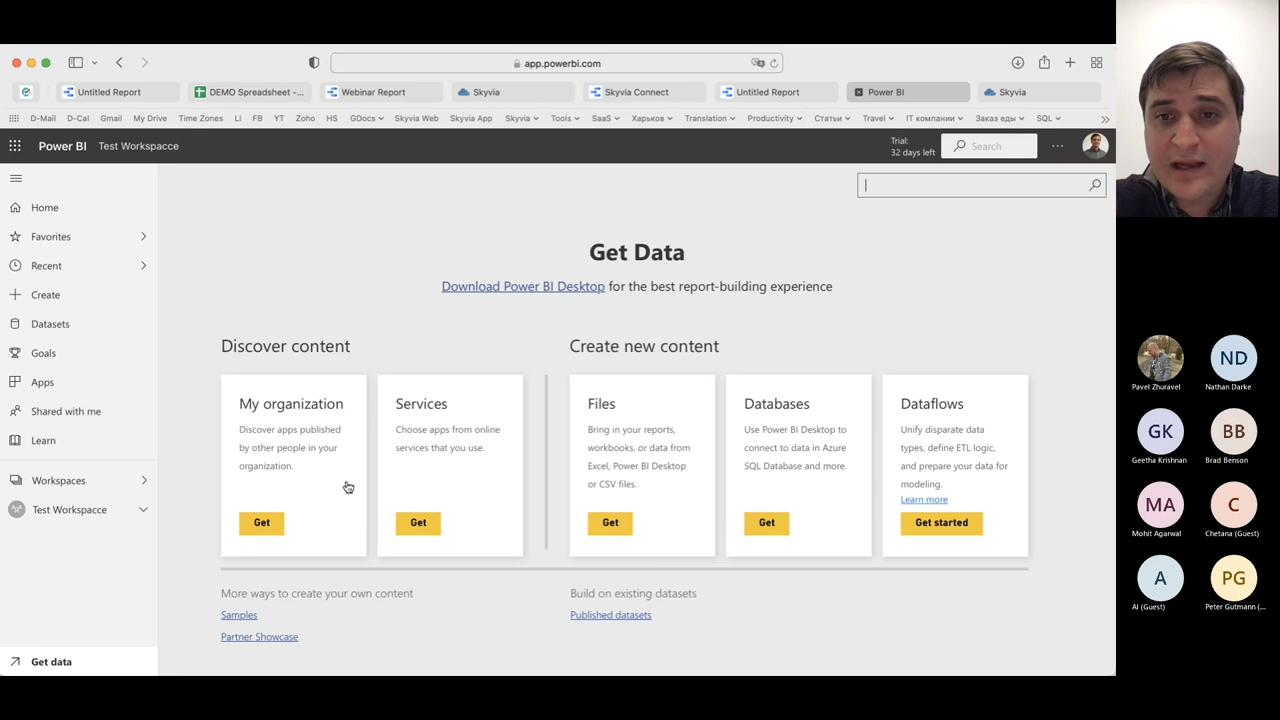 app.powerbi.com
Untitled Report
DEMO Spreadsheet -...
Webinar Report
Skyvia
Skyvia Connect
Untitled Report
Power BI
Skyvia
D-Mail
D-Cal
Gmail
My Drive
Time Zones
LI
FB
YT
Zoho
HS
GDocs
Skyvia Web
Skyvia App
Skyvia
Tools
SaaS
Харьков
Translation
Productivity
Статьи
Travel
IT компании
Заказ еды
SQL
Power BI
Test Workspacce
Trial:
32 days left
Search
Home
Favorites
Recent
Create
Datasets
Goals
Apps
Shared with me
Learn
Workspaces
Test Workspacce
Get data
Get Data
Download Power BI Desktop for the best report-building experience
Discover content
My organization
Discover apps published
by other people in your
organization.
Get
Services
Choose apps from online
services that you use.
Get
Create new content
Files
Bring in your reports,
workbooks, or data from
Excel, Power BI Desktop
or CSV files.
Get
Databases
Use Power BI Desktop to
connect to data in Azure
SQL Database and more.
Get
Dataflows
Unify disparate data
types, define ETL logic,
and prepare your data for
modeling.
Learn more
Get started
More ways to create your own content
Samples
Partner Showcase
Build on existing datasets
Published datasets
Pavel Zhuravel
ND
Nathan Darke
GK
Geetha Krishnan
BB
Brad Benson
MA
Mohit Agarwal
C
Chetana (Guest)
A
Al (Guest)
PG
Peter Gutmann (...